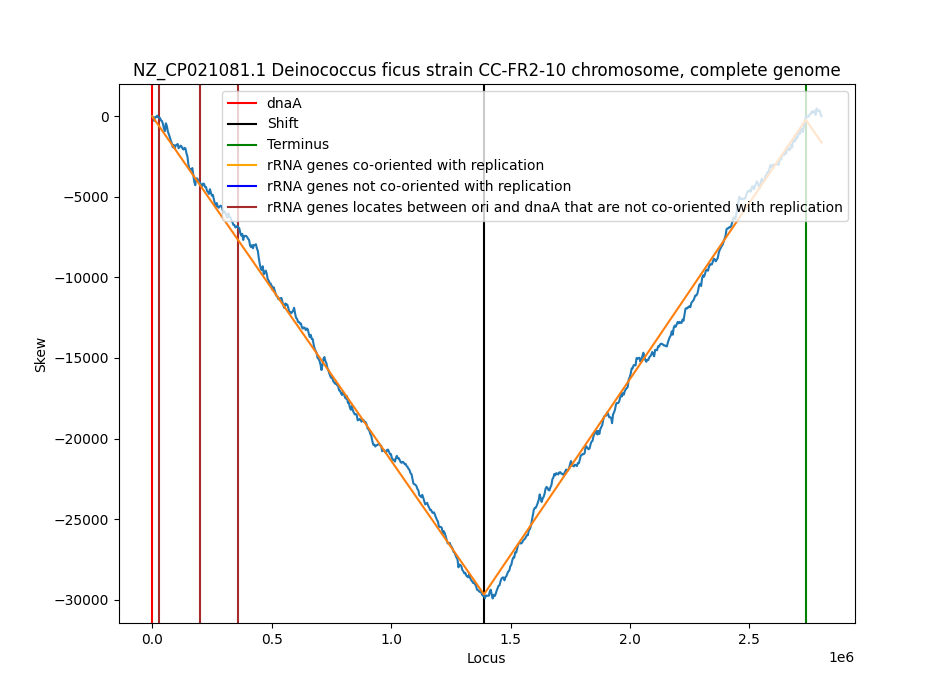 NZ_CP021081.1 Deinococcus ficus strain CC-FR2-10 chromosome, complete genome
dnaA
Shift
Terminus
rRNA genes co-oriented with replication
rRNA genes not co-oriented with replication
rRNA genes locates between ori and dnaA that are not co-oriented with replication
0
−5000
−10000
−15000
−20000
−25000
−30000
Skew
0.0 0.5 1.0 1.5 2.0 2.5
Locus
1e6